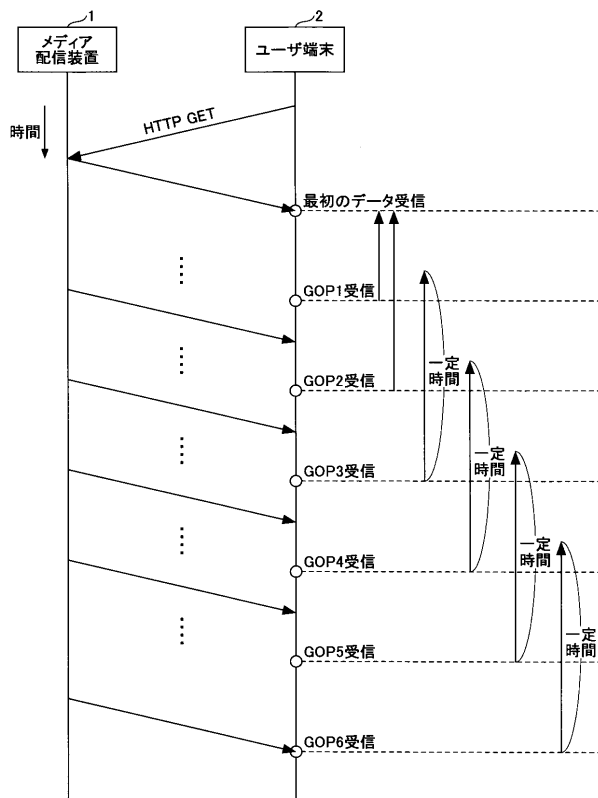 1
2
メディア
配信装置
ユーザ端末
時間
HTTP GET
最初のデータ受信
GOP1受信
一定
時間
GOP2受信
一定
時間
GOP3受信
一定
時間
GOP4受信
一定
時間
GOP5受信
GOP6受信